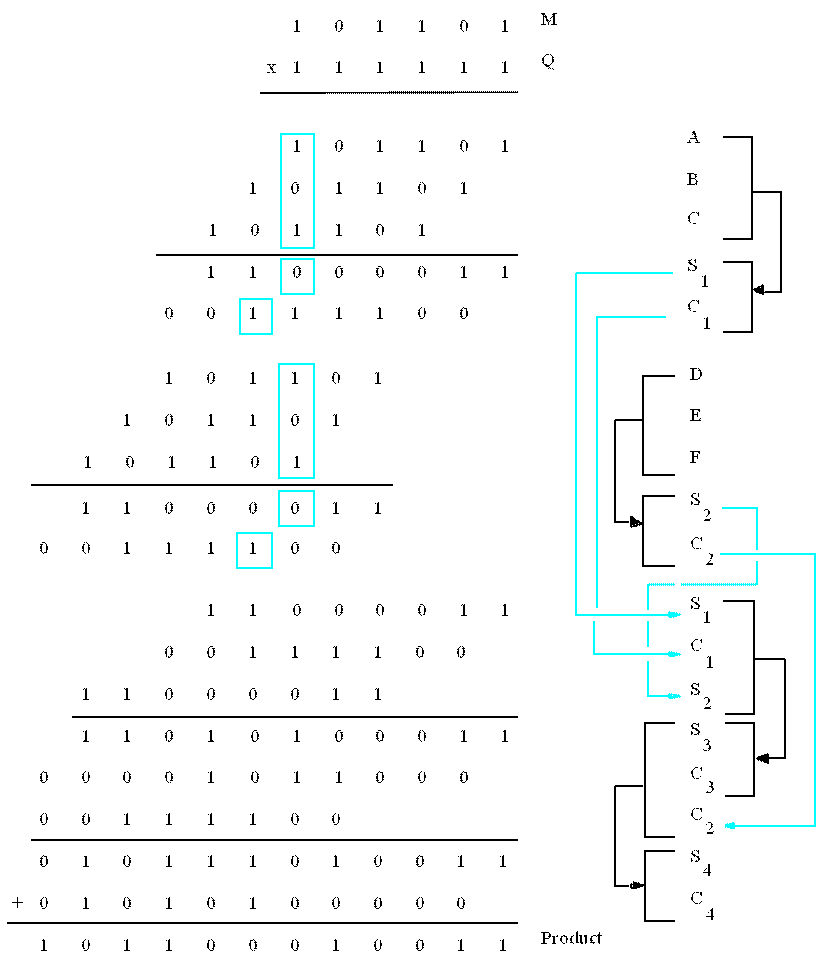 1 0 1 1 0 1 M
x 1 1 1 1 1 1 Q
1 0 1 1 0 1 A
1 0 1 1 0 1 B
1 0 1 1 0 1 C
1 1 0 0 0 0 1 1 S1
0 0 1 1 1 1 0 0 C1
1 0 1 1 0 1 D
1 0 1 1 0 1 E
1 0 1 1 0 1 F
1 1 0 0 0 0 1 1 S2
0 0 1 1 1 1 0 0 C2
1 1 0 0 0 0 1 1 S1
0 0 1 1 1 1 0 0 C1
1 1 0 0 0 0 1 1 S2
1 1 0 1 0 1 0 0 0 1 1 S3
0 0 0 0 1 0 1 1 0 0 0 C3
0 0 1 1 1 1 0 0 C2
0 1 0 1 1 1 0 1 0 0 1 1 S4
+ 0 1 0 1 0 1 0 0 0 0 0 C4
1 0 1 1 0 0 0 1 0 0 1 1 Product